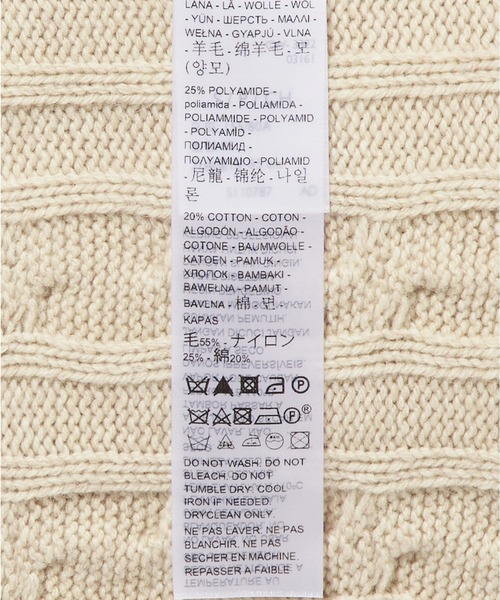 LANA - LÃ - WOLLE - WOL
- YÜN - ШЕРСТЬ - ΜΑΛΛΙ -
WEŁNA - GYAPJÚ - VLNA
- 羊毛 - 绵羊毛 - 모
(양모)
25% POLYAMIDE -
poliamida - POLIAMIDA -
POLIAMMIDE - POLYAMID
- POLYAMİD -
ПОЛИАМИД -
ΠΟΛΥΑΜΙΔΙΟ - POLIAMID
- 尼龍 - 锦纶 - 나일
론
20% COTTON - COTON -
ALGODÓN - ALGODÃO -
COTONE - BAUMWOLLE -
KATOEN - PAMUK -
ХЛОПОК - ΒΑΜΒΑΚΙ -
BAWEŁNA - PAMUT -
BAVLNA - 棉 - 면 -
KAPAS
毛55% - ナイロン
25% - 綿20%
DO NOT WASH. DO NOT
BLEACH. DO NOT
TUMBLE DRY. COOL
IRON IF NEEDED.
DRYCLEAN ONLY.
NE PAS LAVER. NE PAS
BLANCHIR. NE PAS
SECHER EN MACHINE.
REPASSER A FAIBLE